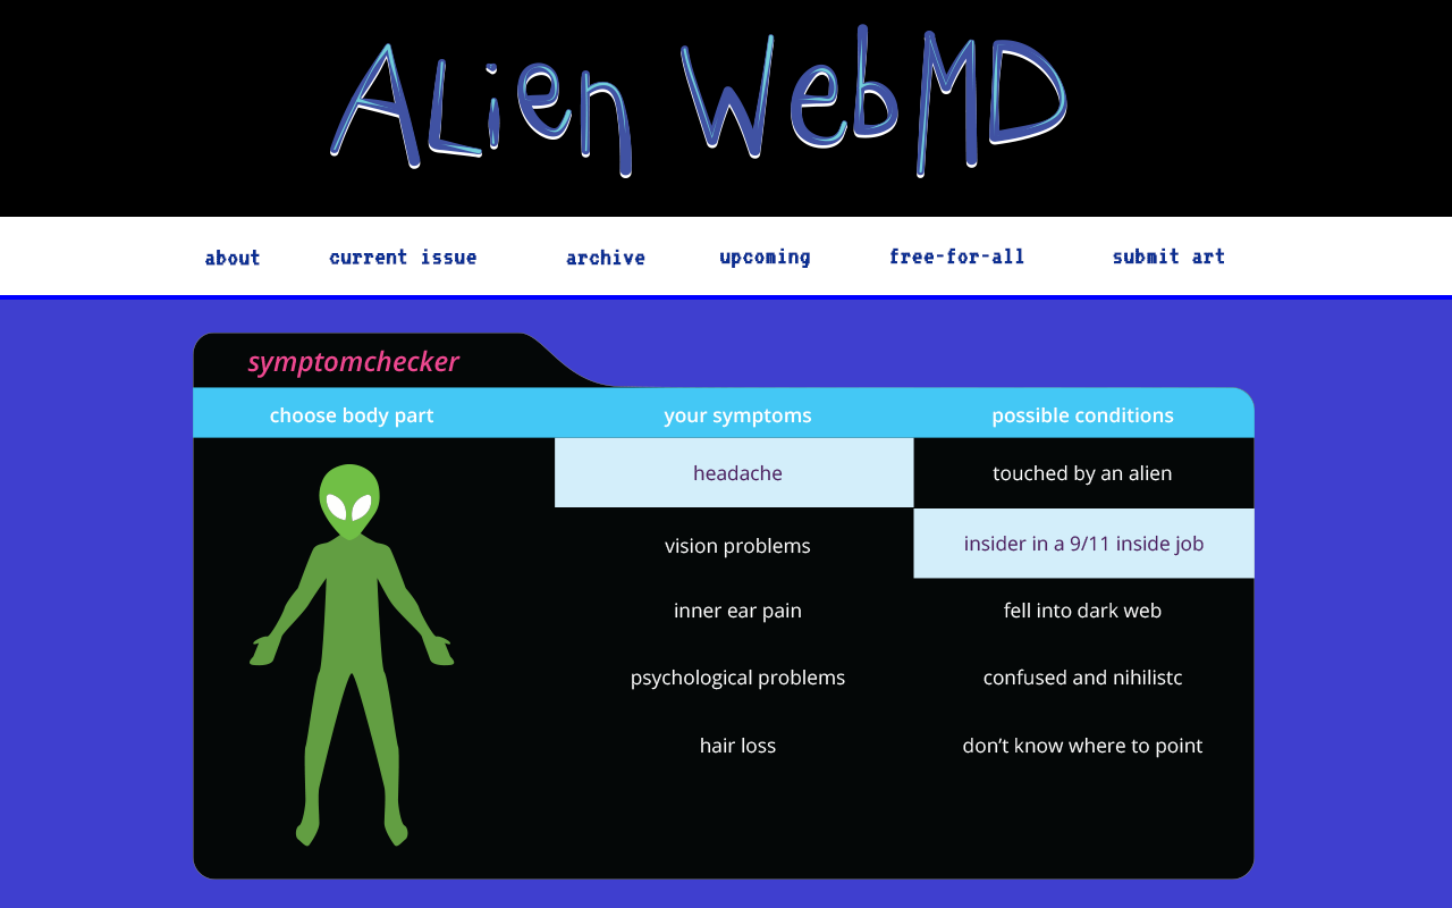 ALien WebMD
about current issue archive upcoming free-for-all submit art
symptomchecker
choose body part your symptoms possible conditions
headache touched by an alien
vision problems insider in a 9/11 inside job
inner ear pain fell into dark web
psychological problems confused and nihilistc
hair loss don't know where to point